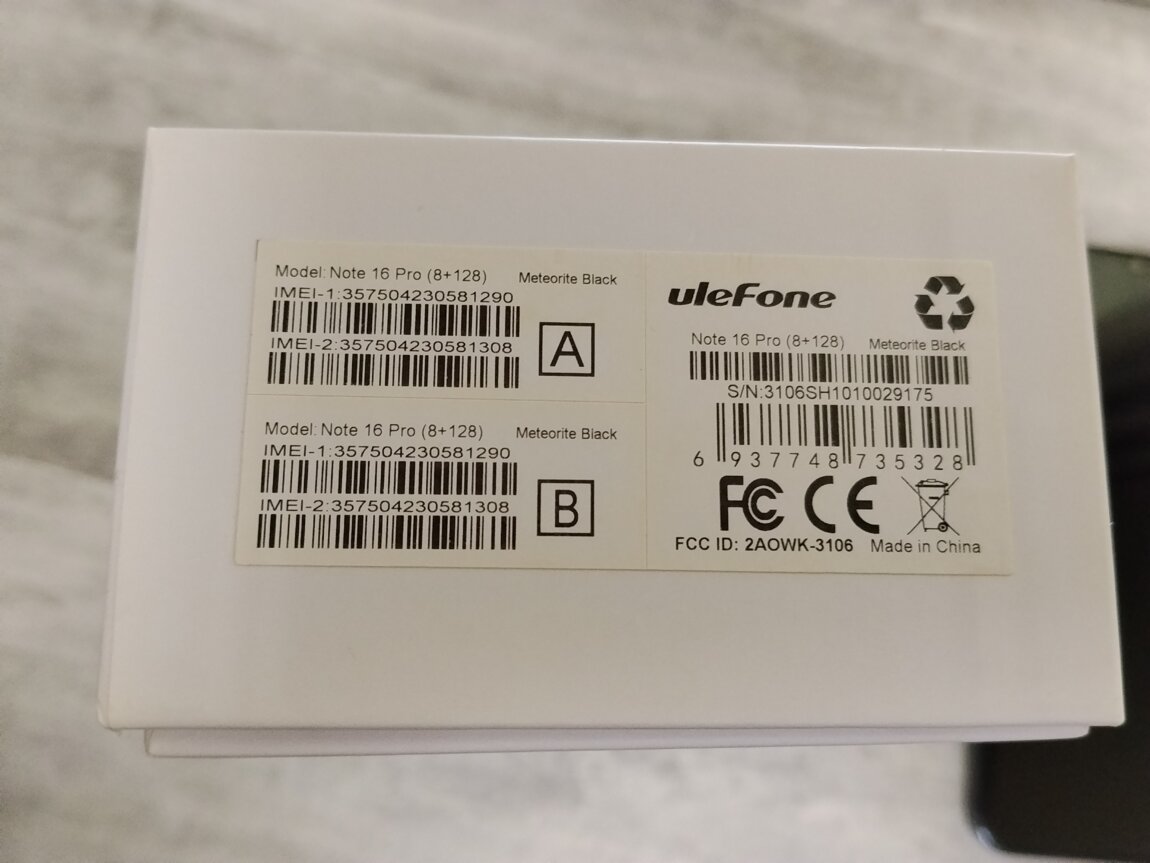 Model: Note 16 Pro (8+128) Meteorite Black
IMEI-1:357504230581290
IMEI-2:357504230581308
A
Model: Note 16 Pro (8+128) Meteorite Black
IMEI-1:357504230581290
IMEI-2:357504230581308
B
uleFone
Note 16 Pro (8+128) Meteorite Black
S/N:3106SH1010029175
6 937748 735328
FC CE
FCC ID: 2AOWK-3106 Made in China